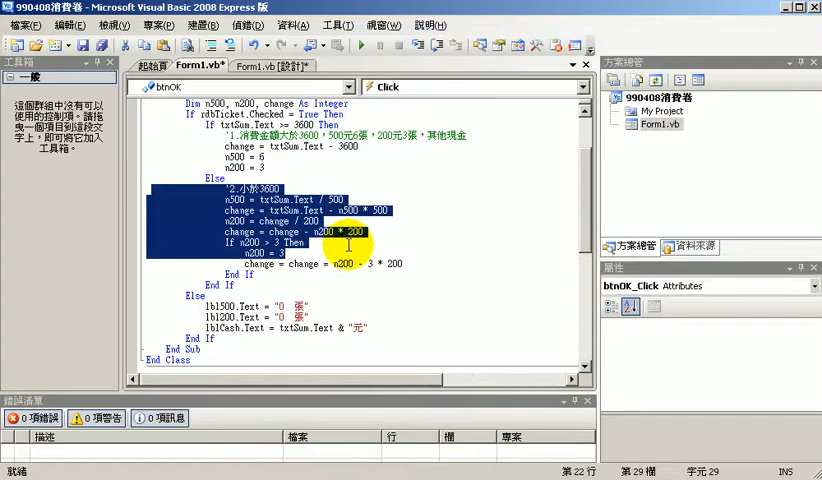 990408消費卷 - Microsoft Visual Basic 2008 Express 版
檔案(F) 編輯(E) 檢視(V) 專案(P) 建置(B) 偵錯(D) 資料(A) 工具(T) 視窗(W) 說明(H)
工具箱
一般
這個群組中沒有可以
使用的控制項。請拖
曳一個項目到這段文
字上，即可將它加入
工具箱。
起始頁 Form1.vb* Form1.vb [設計]*
btnOK Click
Dim n500, n200, change As Integer
If rdbTicket.Checked = True Then
If txtSum.Text >= 3600 Then
'1.消費金額大於3600，500元6張，200元3張，其他現金
change = txtSum.Text - 3600
n500 = 6
n200 = 3
Else
'2.小於3600
n500 = txtSum.Text / 500
change = txtSum.Text - n500 * 500
n200 = change / 200
change = change - n200 * 200
If n200 > 3 Then
n200 = 3
change = change = n200 - 3 * 200
End If
End If
Else
lbl500.Text = "0 張"
lbl200.Text = "0 張"
lblCash.Text = txtSum.Text & "元"
End If
End Sub
End Class
方案總管
990408消費卷
My Project
Form1.vb
方案總管 資料來源
屬性
btnOK_Click Attributes
錯誤清單
0 項錯誤 0 項警告 0 項訊息
描述 檔案 行 欄 專案
就緒 第 22 行 第 29 欄 字元 29 INS